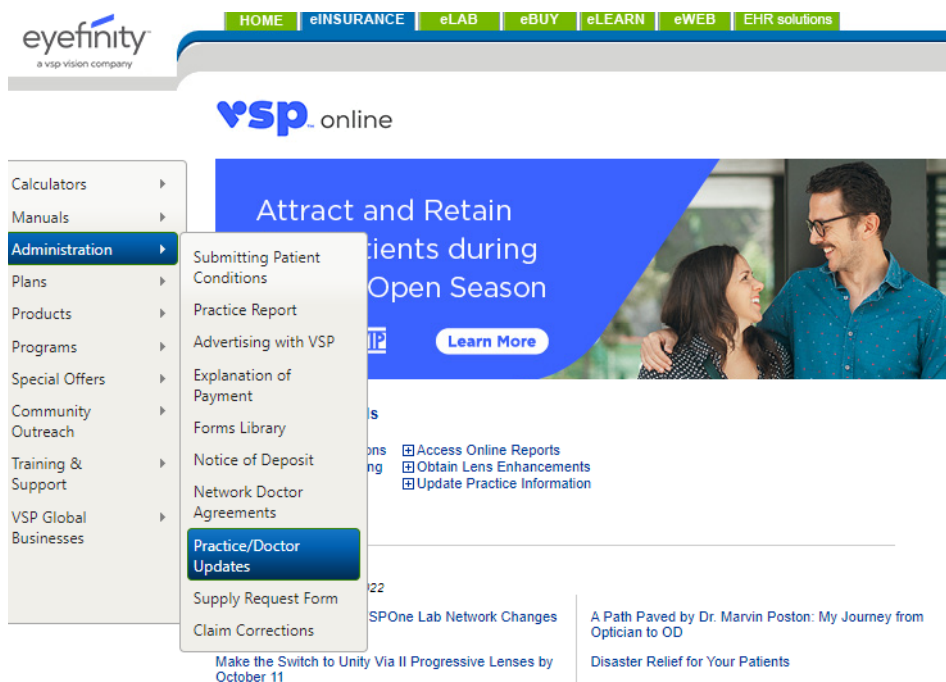 HOME eINSURANCE eLAB eBUY eLEARN eWEB EHR solutions
eyefinity
a vsp vision company
vsp online
Calculators
Manuals
Administration
Plans
Products
Programs
Special Offers
Community
Outreach
Training &
Support
VSP Global
Businesses
Submitting Patient
Conditions
Practice Report
Advertising with VSP
Explanation of
Payment
Forms Library
Notice of Deposit
Network Doctor
Agreements
Practice/Doctor
Updates
Supply Request Form
Claim Corrections
Attract and Retain
tients during
Open Season
Learn More
Access Online Reports
Obtain Lens Enhancements
Update Practice Information
22
SPOne Lab Network Changes
Make the Switch to Unity Via II Progressive Lenses by
October 11
A Path Paved by Dr. Marvin Poston: My Journey from
Optician to OD
Disaster Relief for Your Patients